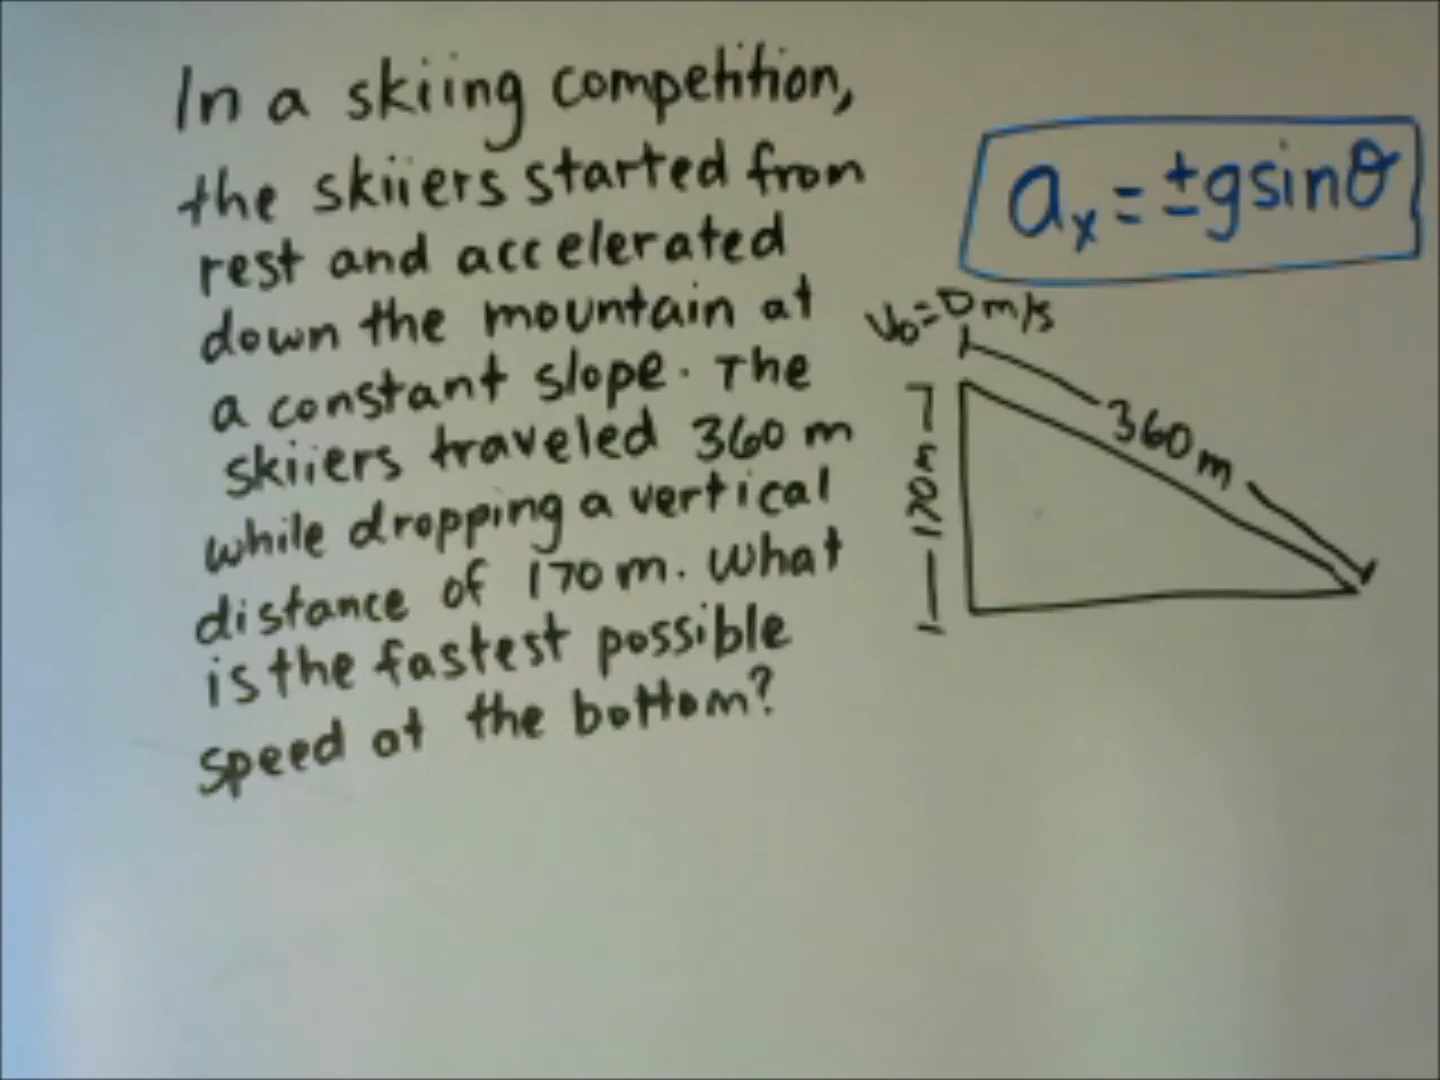 In a skiing competition,
the skiiers started from
rest and accelerated
down the mountain at
a constant slope. The
skiiers traveled 360 m
while dropping a vertical
distance of 170 m. What
is the fastest possible
speed at the bottom?
ax = ±gsinθ
v0=0m/s
360 m
170 m